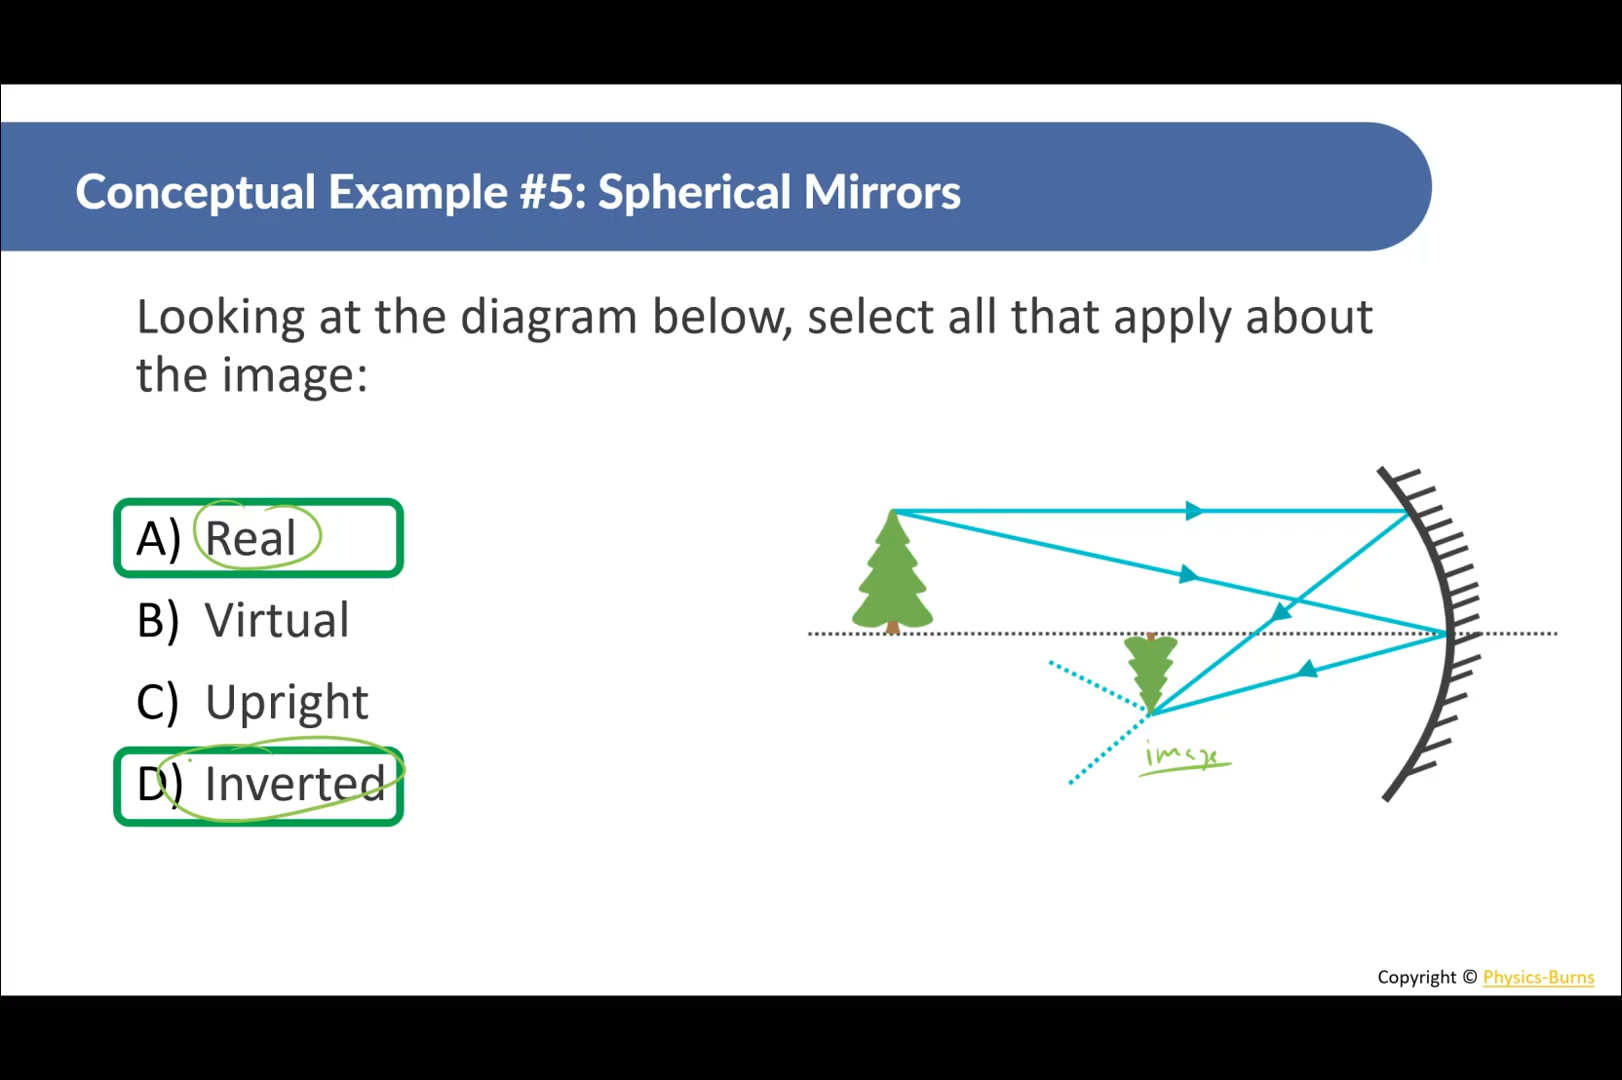 Conceptual Example #5: Spherical Mirrors
Looking at the diagram below, select all that apply about
the image:
A) Real
B) Virtual
C) Upright
D) Inverted
image
Copyright © Physics-Burns